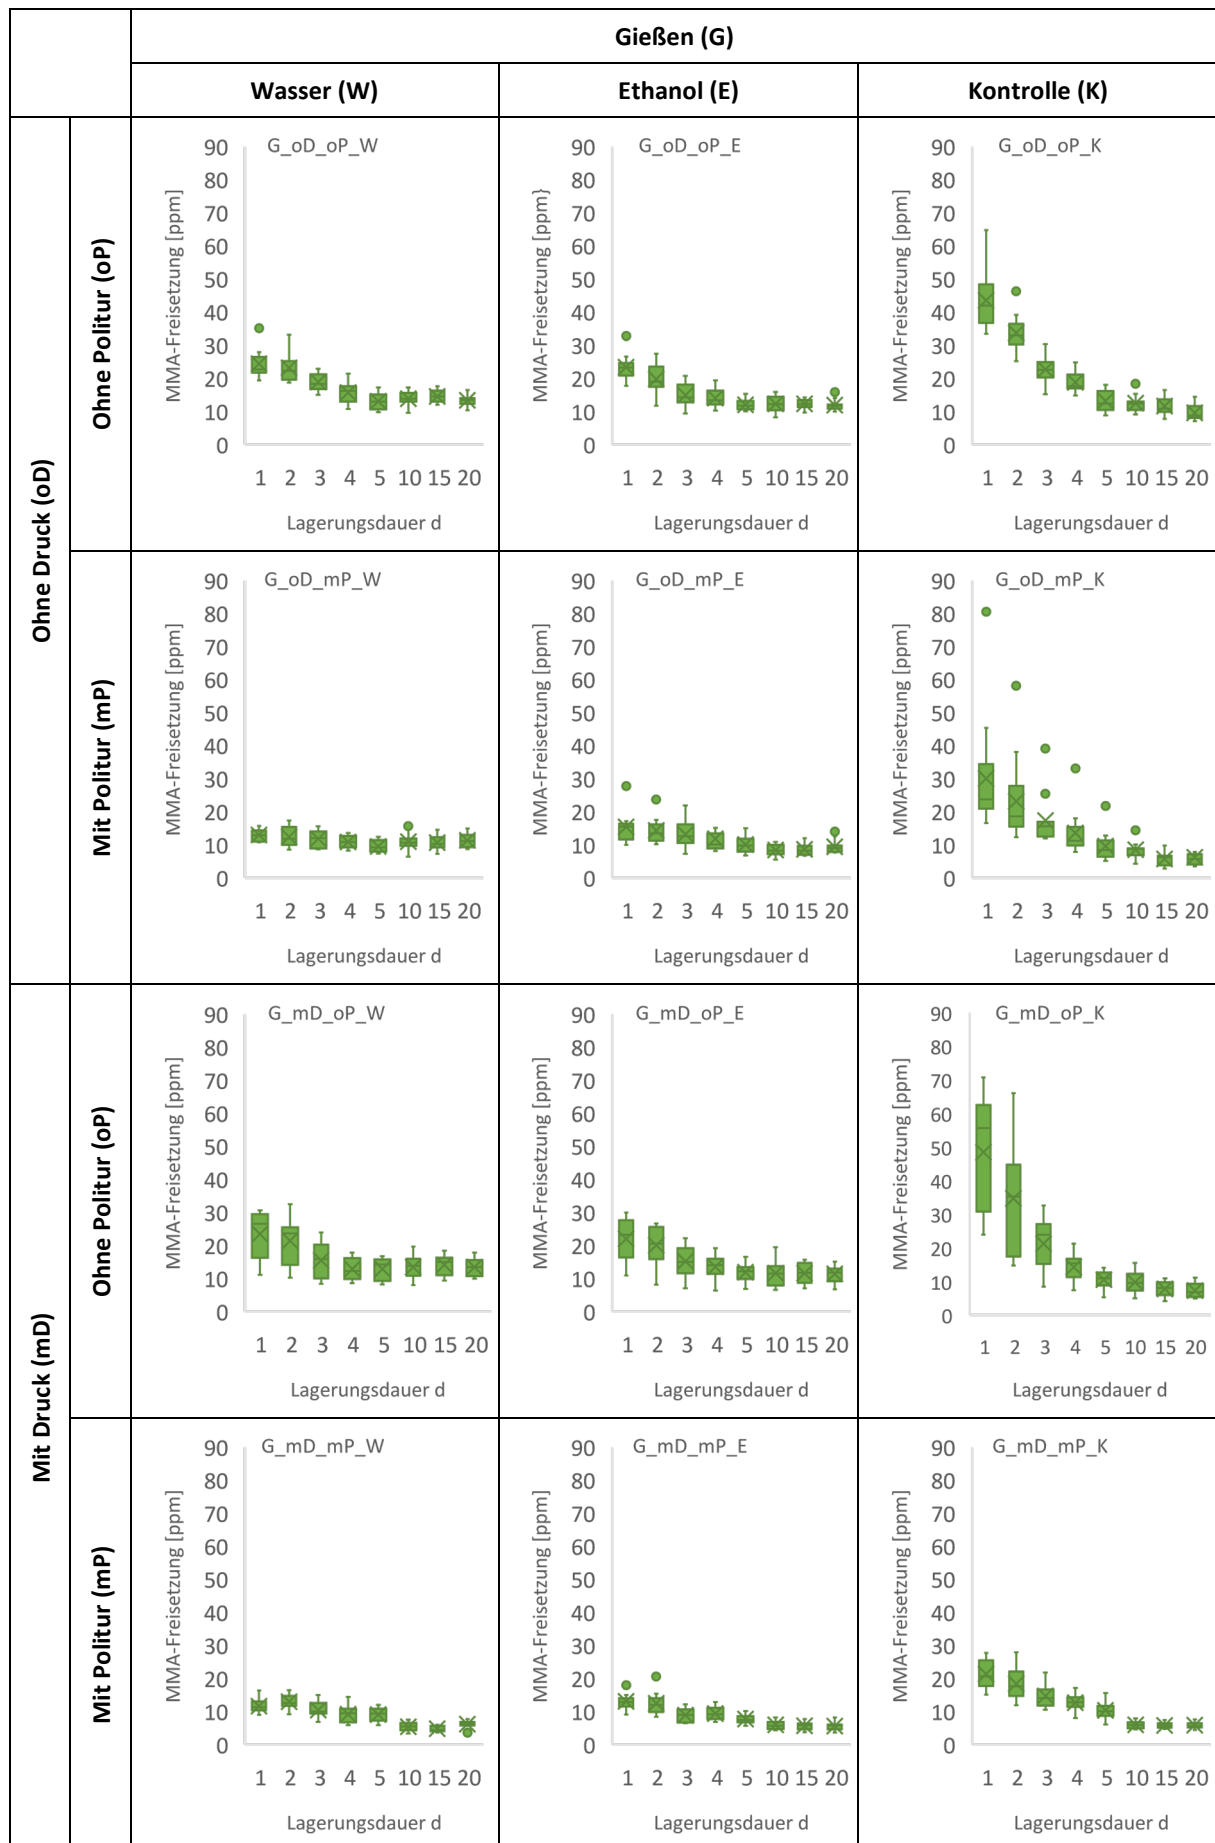 Gießen (G)
Wasser (W)
Ethanol (E)
Kontrolle (K)
Ohne Druck (oD)
Ohne Politur (oP)
G_oD_oP_W
MMA-Freisetzung [ppm]
90
80
70
60
50
40
30
20
10
0
1 2 3 4 5 10 15 20
Lagerungsdauer d
G_oD_oP_E
MMA-Freisetzung [ppm}
90
80
70
60
50
40
30
20
10
0
1 2 3 4 5 10 15 20
Lagerungsdauer d
G_oD_oP_K
MMA-Freisetzung [ppm]
90
80
70
60
50
40
30
20
10
0
1 2 3 4 5 10 15 20
Lagerungsdauer d
Mit Politur (mP)
G_oD_mP_W
MMA-Freisetzung [ppm]
90
80
70
60
50
40
30
20
10
0
1 2 3 4 5 10 15 20
Lagerungsdauer d
G_oD_mP_E
MMA-Freisetzung [ppm]
90
80
70
60
50
40
30
20
10
0
1 2 3 4 5 10 15 20
Lagerungsdauer d
G_oD_mP_K
MMA-Freisetzung [ppm]
90
80
70
60
50
40
30
20
10
0
1 2 3 4 5 10 15 20
Lagerungsdauer d
Mit Druck (mD)
Ohne Politur (oP)
G_mD_oP_W
MMA-Freisetzung [ppm]
90
80
70
60
50
40
30
20
10
0
1 2 3 4 5 10 15 20
Lagerungsdauer d
G_mD_oP_E
MMA-Freisetzung [ppm]
90
80
70
60
50
40
30
20
10
0
1 2 3 4 5 10 15 20
Lagerungsdauer d
G_mD_oP_K
MMA-Freisetzung [ppm]
90
80
70
60
50
40
30
20
10
0
1 2 3 4 5 10 15 20
Lagerungsdauer d
Mit Politur (mP)
G_mD_mP_W
MMA-Freisetzung [ppm]
90
80
70
60
50
40
30
20
10
0
1 2 3 4 5 10 15 20
Lagerungsdauer d
G_mD_mP_E
MMA-Freisetzung [ppm]
90
80
70
60
50
40
30
20
10
0
1 2 3 4 5 10 15 20
Lagerungsdauer d
G_mD_mP_K
MMA-Freisetzung [ppm]
90
80
70
60
50
40
30
20
10
0
1 2 3 4 5 10 15 20
Lagerungsdauer d